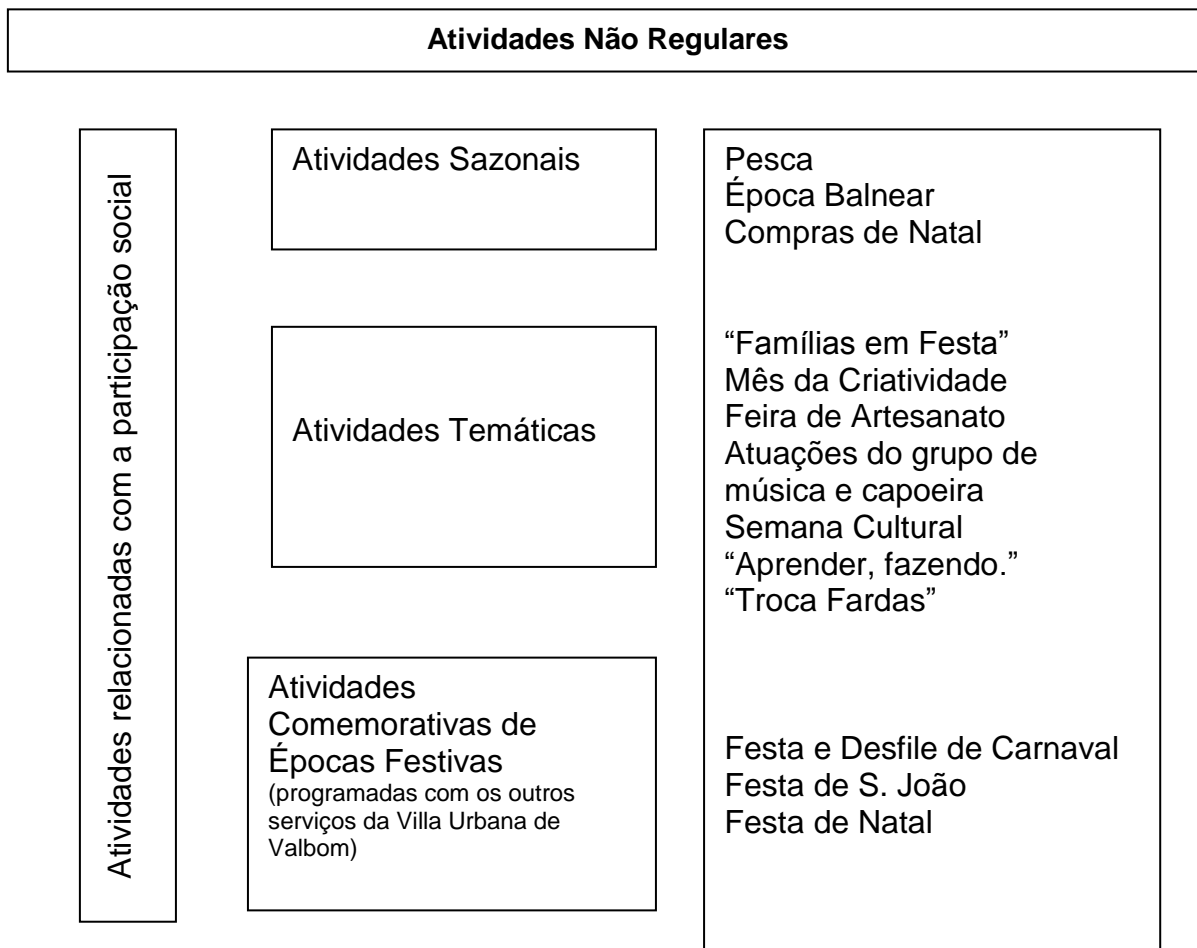 Atividades Não Regulares
Atividades relacionadas com a participação social
Atividades Sazonais
Pesca
Época Balnear
Compras de Natal
Atividades Temáticas
“Famílias em Festa”
Mês da Criatividade
Feira de Artesanato
Atuações do grupo de
música e capoeira
Semana Cultural
“Aprender, fazendo.”
“Troca Fardas”
Atividades
Comemorativas de
Épocas Festivas
(programadas com os outros
serviços da Villa Urbana de
Valbom)
Festa e Desfile de Carnaval
Festa de S. João
Festa de Natal